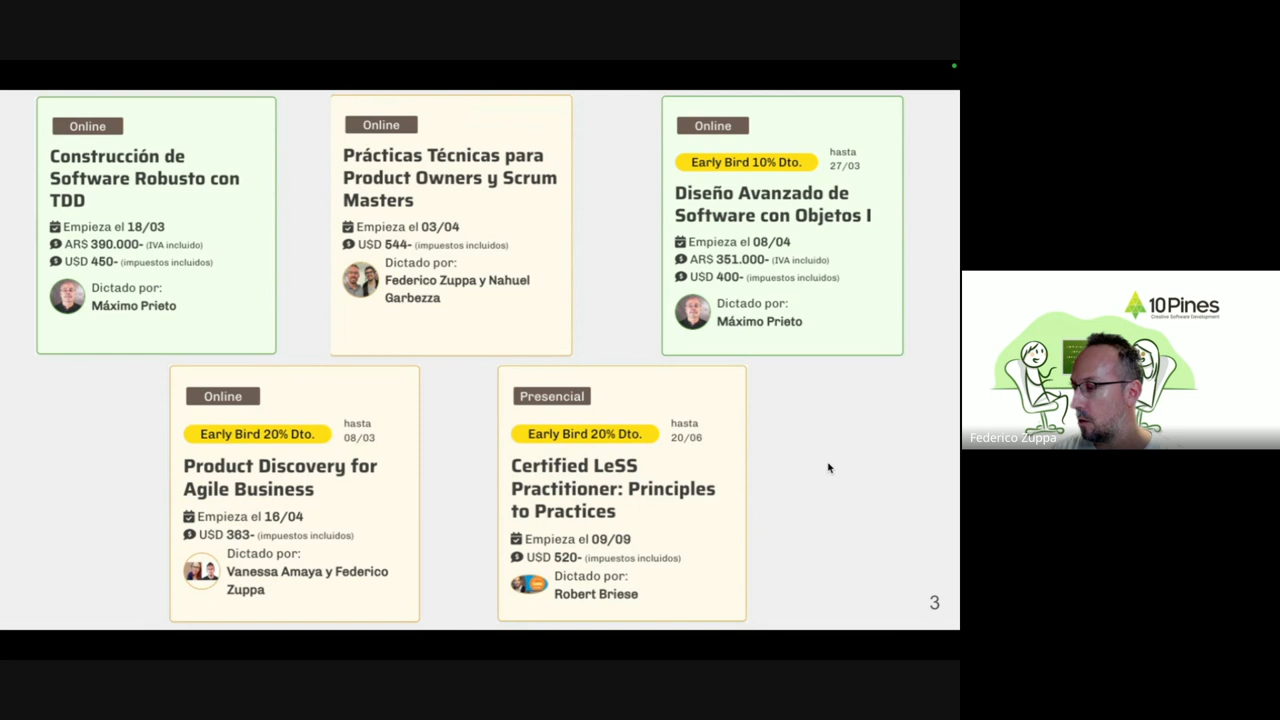 Online
Construcción de
Software Robusto con
TDD
Empieza el 18/03
ARS 390.000- (IVA incluido)
USD 450- (impuestos incluidos)
Dictado por:
Máximo Prieto
Online
Prácticas Técnicas para
Product Owners y Scrum
Masters
Empieza el 03/04
USD 544- (impuestos incluidos)
Dictado por:
Federico Zuppa y Nahuel
Garbezza
Online
Early Bird 10% Dto.
hasta
27/03
Diseño Avanzado de
Software con Objetos I
Empieza el 08/04
ARS 351.000- (IVA incluido)
USD 400- (impuestos incluidos)
Dictado por:
Máximo Prieto
Online
Early Bird 20% Dto.
hasta
08/03
Product Discovery for
Agile Business
Empieza el 16/04
USD 363- (impuestos incluidos)
Dictado por:
Vanessa Amaya y Federico
Zuppa
Presencial
Early Bird 20% Dto.
hasta
20/06
Certified LeSS
Practitioner: Principles
to Practices
Empieza el 09/09
USD 520- (impuestos incluidos)
Dictado por:
Robert Briese
3
10Pines
Creative Software Development
Federico Zuppa